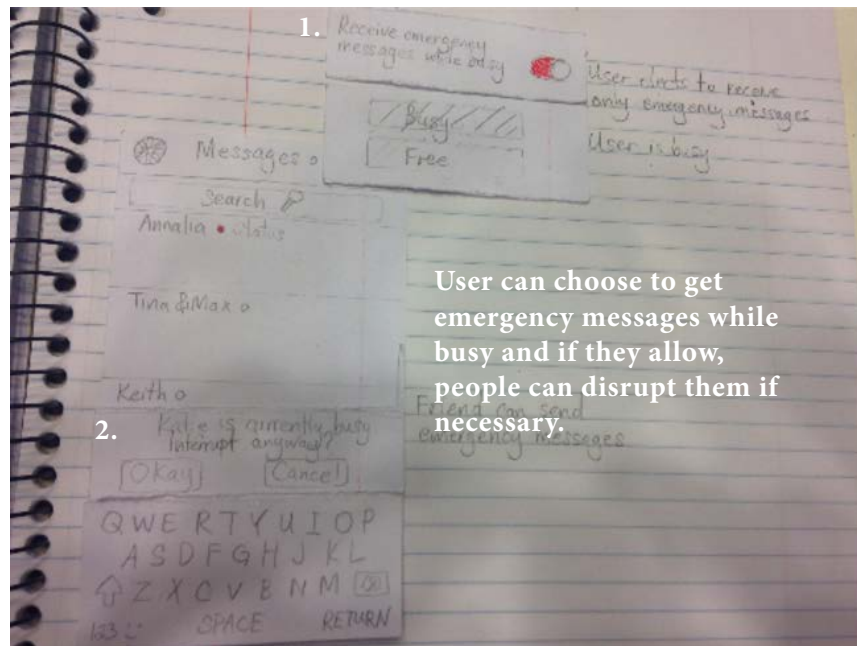 1.
Receive emergency
messages while busy
Busy
Free
User elects to receive
only emergency messages
User is busy
Messages
Search
Annalia status
Tina & Max
Keith
User can choose to get
emergency messages while
busy and if they allow,
people can disrupt them if
necessary.
Friend can send
emergency messages
2.
Katie is currently busy
Interrupt anyway?
Okay Cancel
QWERTYUIOP
ASDFGHJKL
ZXCVBNM
123 SPACE RETURN